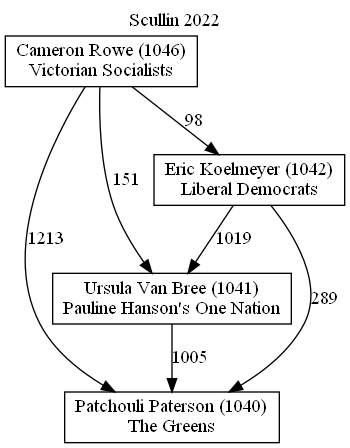 Scullin 2022
Cameron Rowe (1046)
Victorian Socialists
98
Eric Koelmeyer (1042)
Liberal Democrats
151
1213
1019
Ursula Van Bree (1041)
Pauline Hanson's One Nation
289
1005
Patchouli Paterson (1040)
The Greens